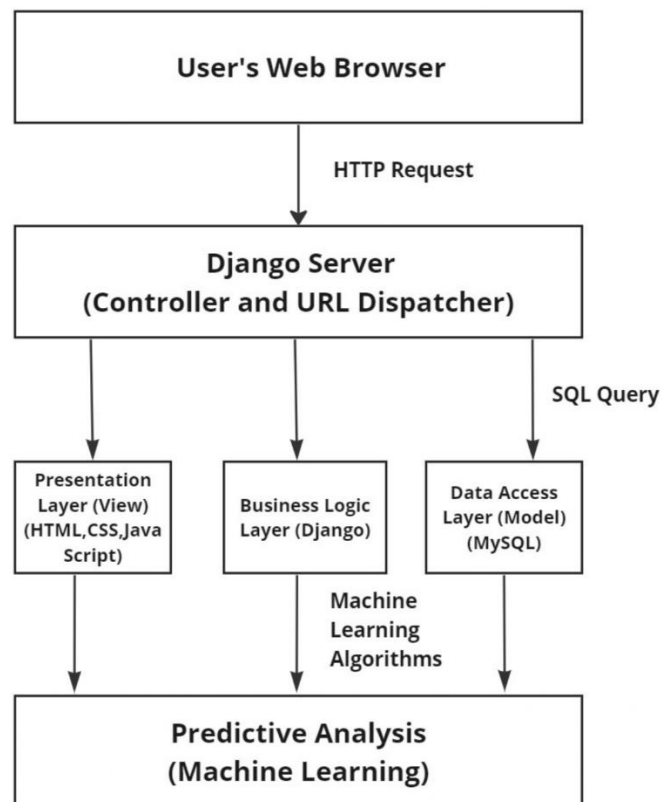 User's Web Browser
HTTP Request
Django Server
(Controller and URL Dispatcher)
SQL Query
Presentation
Layer (View)
(HTML,CSS,Java
Script)
Business Logic
Layer (Django)
Data Access
Layer (Model)
(MySQL)
Machine
Learning
Algorithms
Predictive Analysis
(Machine Learning)